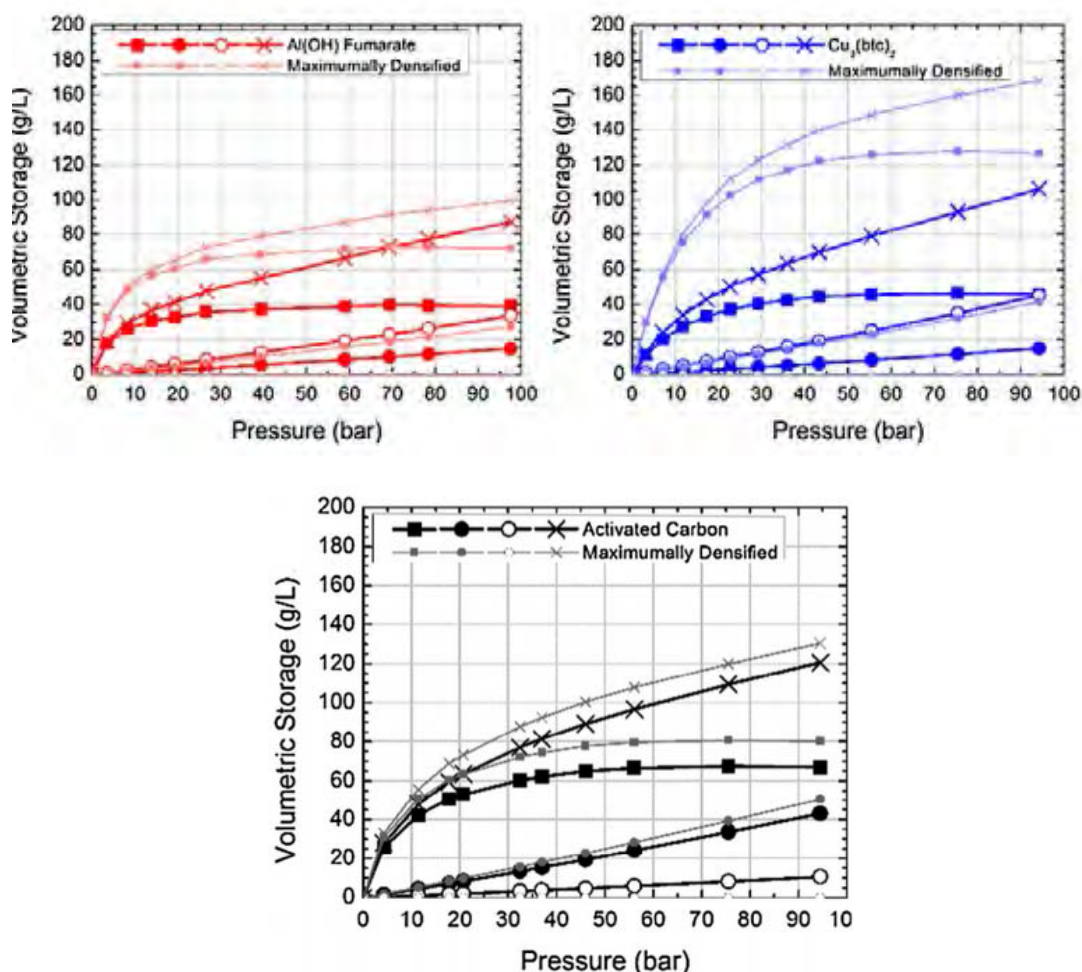 200
180
160
140
120
100
80
60
40
20
0
Volumetric Storage (g/L)
Al(OH) Fumarate
Maximumally Densified
0 10 20 30 40 50 60 70 80 90 100
Pressure (bar)
200
180
160
140
120
100
80
60
40
20
0
Volumetric Storage (g/L)
Cu₃(btc)₂
Maximumally Densified
0 10 20 30 40 50 60 70 80 90 100
Pressure (bar)
200
180
160
140
120
100
80
60
40
20
0
Volumetric Storage (g/L)
Activated Carbon
Maximumally Densified
0 10 20 30 40 50 60 70 80 90 10
Pressure (bar)